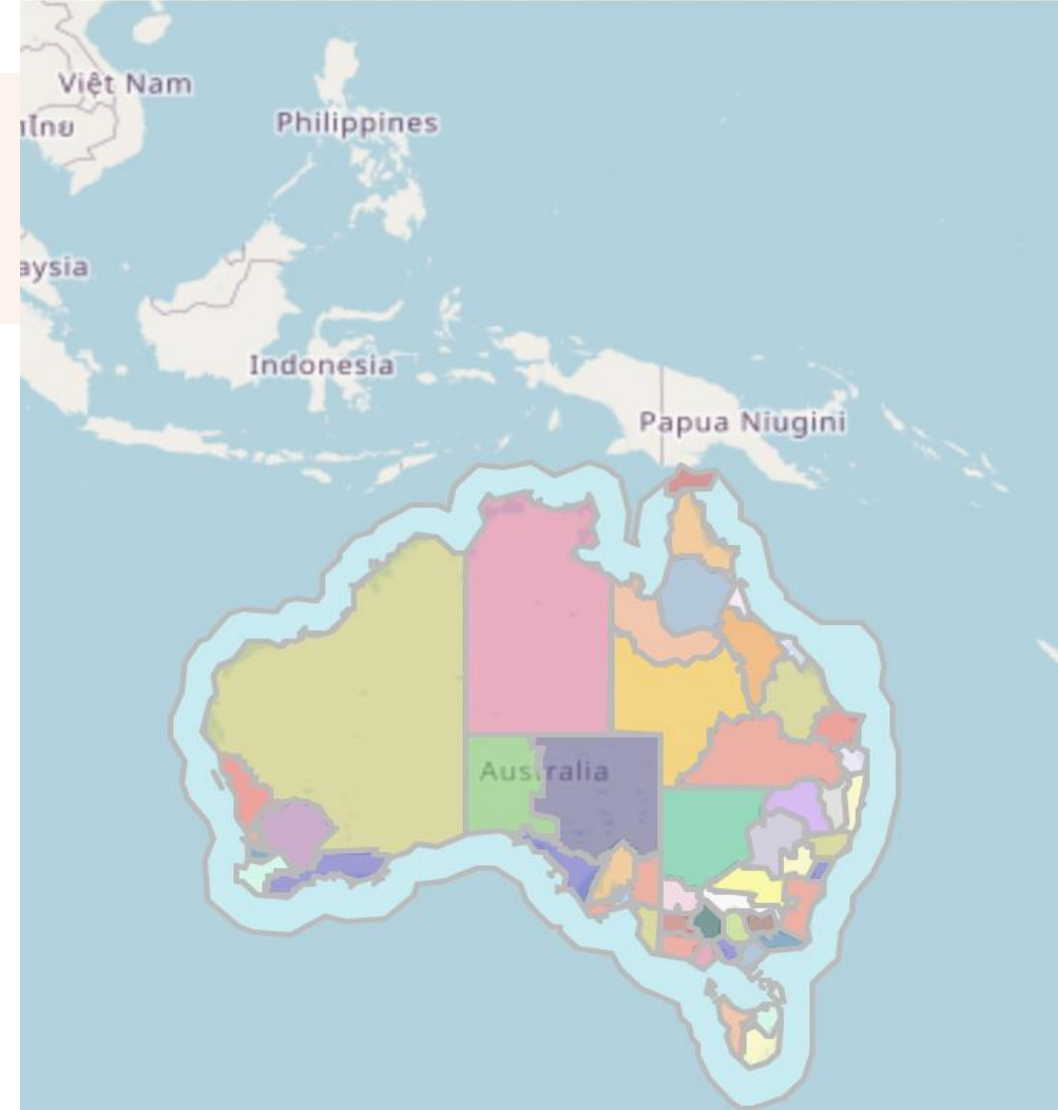 Việt Nam
Philippines
ไทย
aysia
Indonesia
Papua Niugini
Australia